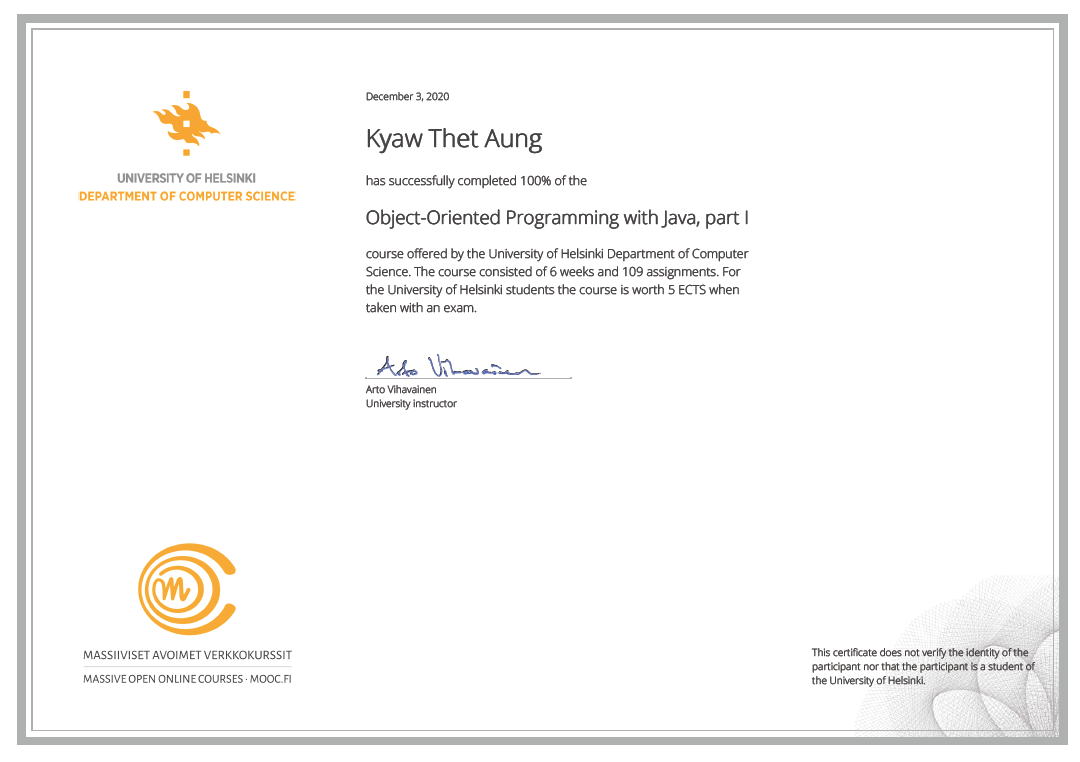 December 3, 2020
Kyaw Thet Aung
has successfully completed 100% of the
Object-Oriented Programming with Java, part I
course offered by the University of Helsinki Department of Computer
Science. The course consisted of 6 weeks and 109 assignments. For
the University of Helsinki students the course is worth 5 ECTS when
taken with an exam.
Arto Vihavainen
Arto Vihavainen
University instructor
UNIVERSITY OF HELSINKI
DEPARTMENT OF COMPUTER SCIENCE
m
MASSIIVISET AVOIMET VERKKOKURSSIT
MASSIVE OPEN ONLINE COURSES · MOOC.FI
This certificate does not verify the identity of the
participant nor that the participant is a student of
the University of Helsinki.